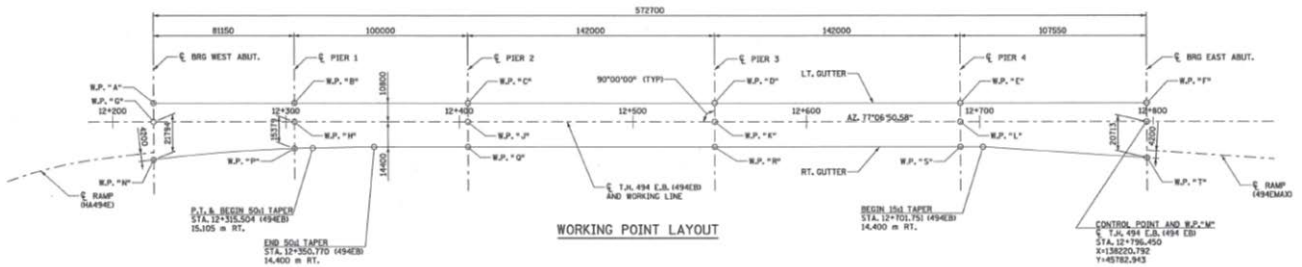 572700
81150
100000
142000
142000
107550
℄ BRG WEST ABUT.
℄ PIER 1
℄ PIER 2
℄ PIER 3
℄ PIER 4
℄ BRG EAST ABUT.
W.P. "A"
W.P. "G"
W.P. "B"
W.P. "C"
90°00'00" (TYP)
W.P. "D"
LT. GUTTER
W.P. "E"
W.P. "F"
10800
12+200
12+300
12+400
12+500
12+600
AZ. 77°06'50.58"
12+700
12+800
4200
21794
15379
W.P. "H"
W.P. "J"
W.P. "K"
W.P. "L"
20713
4200
14400
W.P. "N"
W.P. "P"
W.P. "Q"
W.P. "R"
RT. GUTTER
W.P. "S"
W.P. "T"
℄ RAMP
(HA494E)
℄ T.H. 494 E.B. (494EB)
AND WORKING LINE
℄ RAMP
(494EMAX)
P.T. & BEGIN 50:1 TAPER
STA. 12+315.504 (494EB)
15.105 m RT.
END 50:1 TAPER
STA. 12+350.770 (494EB)
14.400 m RT.
BEGIN 15:1 TAPER
STA. 12+701.751 (494EB)
14.400 m RT.
CONTROL POINT AND W.P. "M"
℄ T.H. 494 E.B. (494 EB)
STA. 12+796.450
X=138220.792
Y=45782.943
WORKING POINT LAYOUT